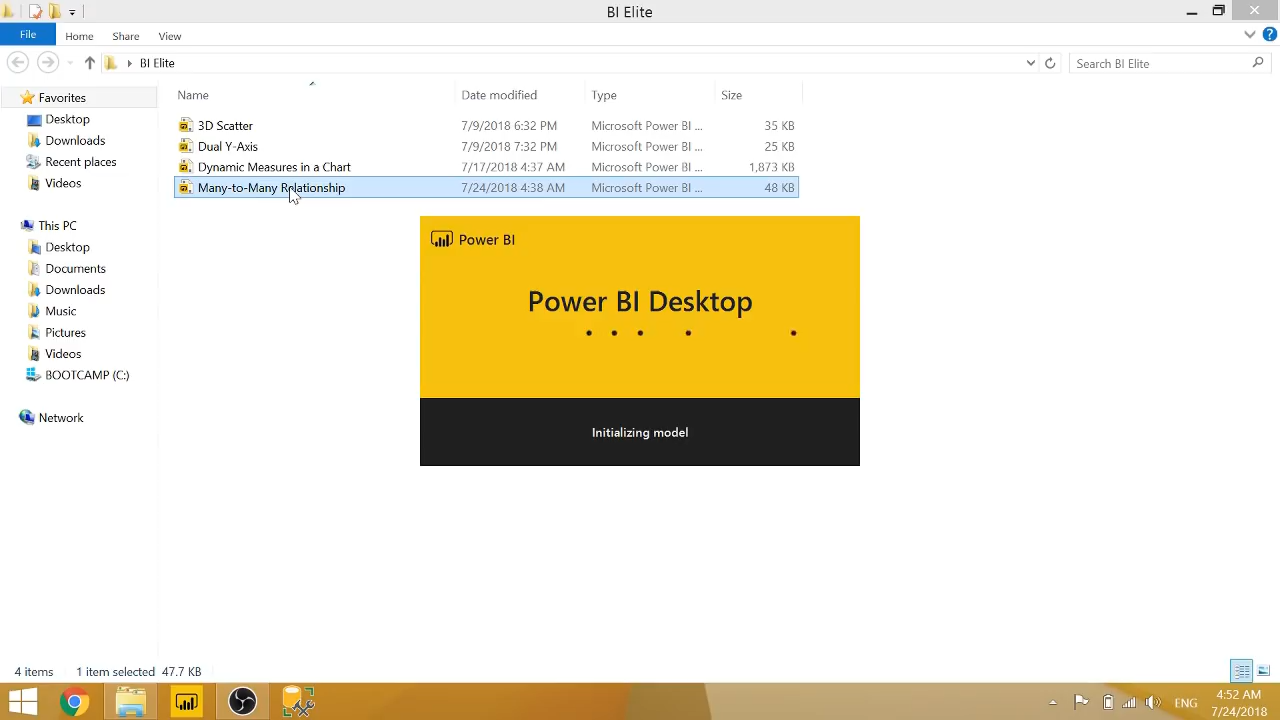 BI Elite
File Home Share View
BI Elite
Search BI Elite
Name Date modified Type Size
Favorites
Desktop
Downloads
Recent places
Videos
This PC
Desktop
Documents
Downloads
Music
Pictures
Videos
BOOTCAMP (C:)
Network
3D Scatter 7/9/2018 6:32 PM Microsoft Power BI ... 35 KB
Dual Y-Axis 7/9/2018 7:32 PM Microsoft Power BI ... 25 KB
Dynamic Measures in a Chart 7/17/2018 4:37 AM Microsoft Power BI ... 1,873 KB
Many-to-Many Relationship 7/24/2018 4:38 AM Microsoft Power BI ... 48 KB
Power BI
Power BI Desktop
Initializing model
4 items 1 item selected 47.7 KB
ENG
4:52 AM
7/24/2018